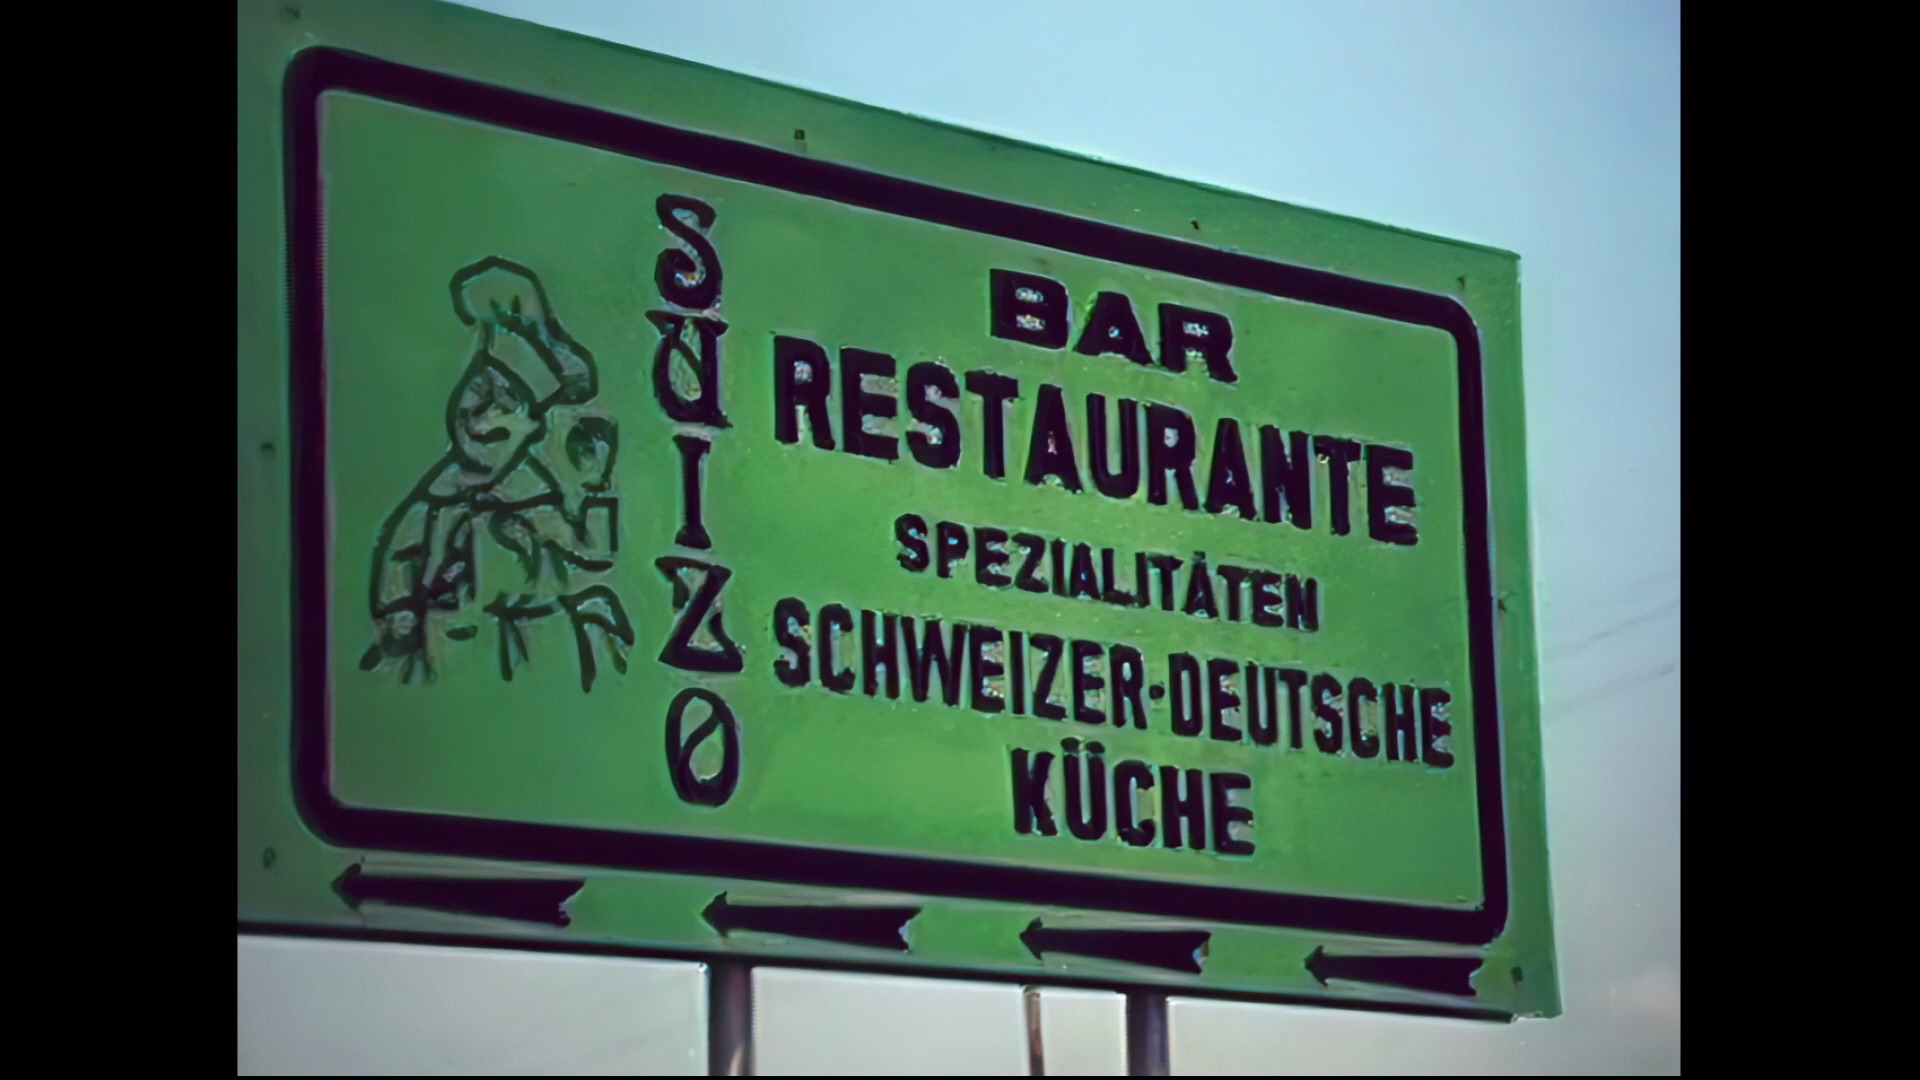 SUIZO
BAR
RESTAURANTE
SPEZIALITÄTEN
SCHWEIZER-DEUTSCHE
KÜCHE